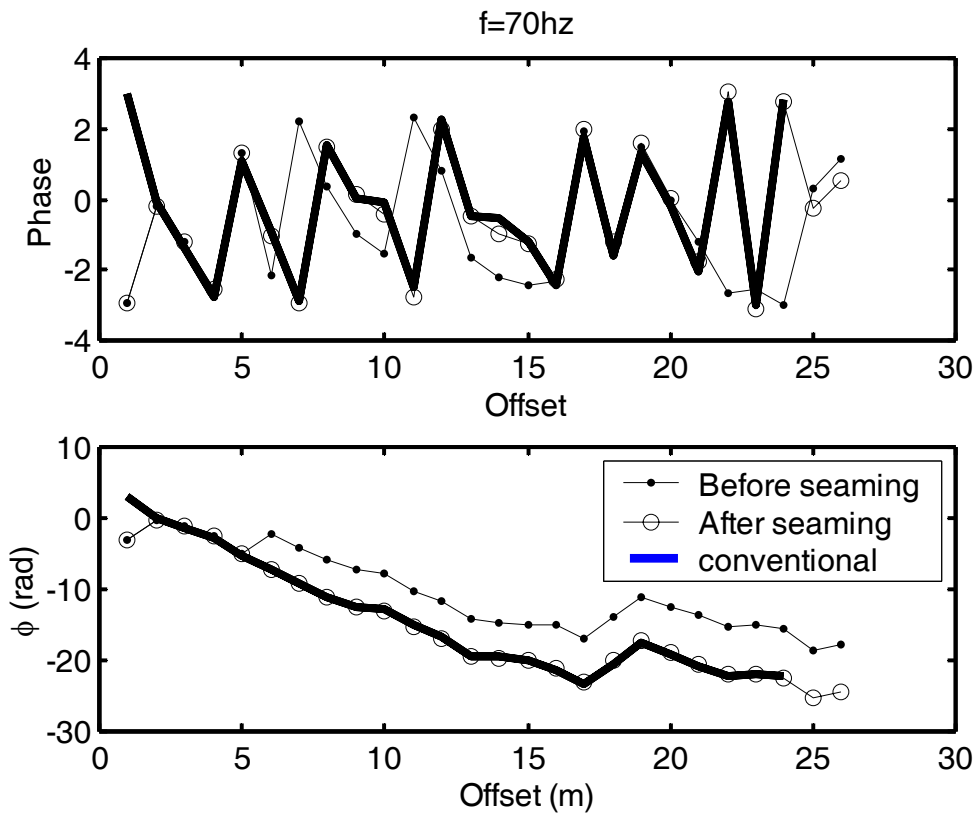 f=70hz
4
2
0
-2
-4
Phase
0 5 10 15 20 25 30
Offset
10
0
-10
-20
-30
ϕ (rad)
Before seaming
After seaming
conventional
0 5 10 15 20 25 30
Offset (m)